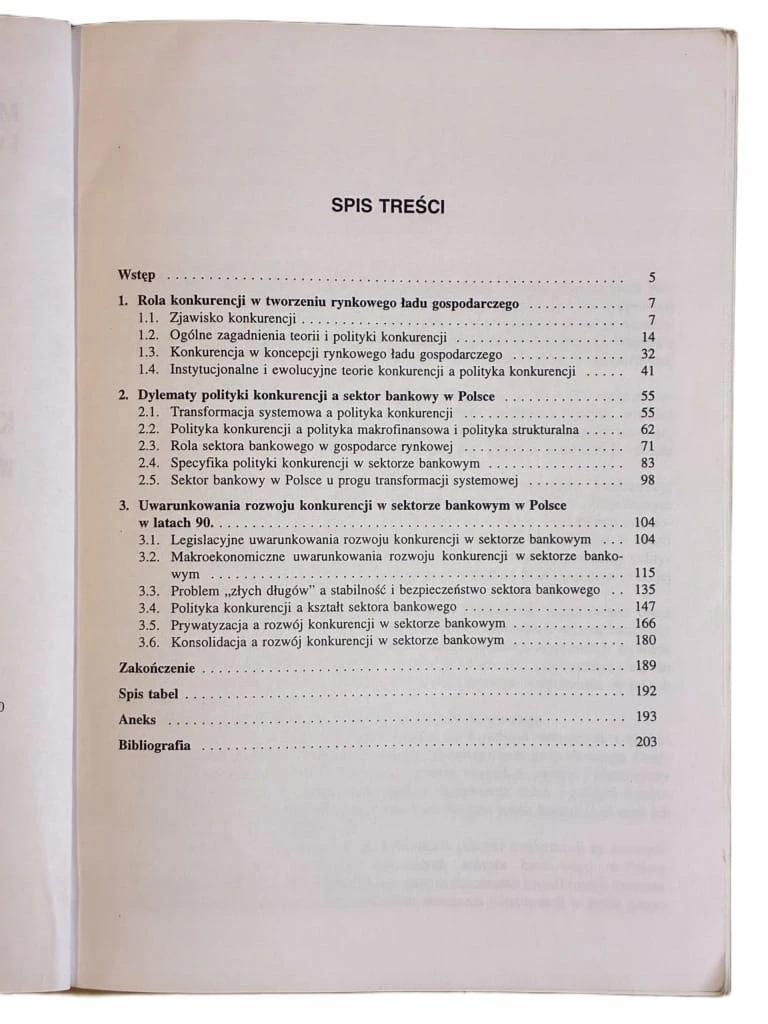 SPIS TREŚCI
Wstęp . . . . . . . . . . . . . . . . . . . . 5
1. Rola konkurencji w tworzeniu rynkowego ładu gospodarczego . . . . . . . . . . . . 7
1.1. Zjawisko konkurencji . . . . . . . . . . . . . . . . . . . . 7
1.2. Ogólne zagadnienia teorii i polityki konkurencji . . . . . . . . . . . . . . . . . . . . 14
1.3. Konkurencja w koncepcji rynkowego ładu gospodarczego . . . . . . . . . . . . . . 32
1.4. Instytucjonalne i ewolucyjne teorie konkurencji a polityka konkurencji . . . . . 41
2. Dylematy polityki konkurencji a sektor bankowy w Polsce . . . . . . . . . . . . . . . 55
2.1. Transformacja systemowa a polityka konkurencji . . . . . . . . . . . . . . . . . . . . 55
2.2. Polityka konkurencji a polityka makrofinansowa i polityka strukturalna . . . . . 62
2.3. Rola sektora bankowego w gospodarce rynkowej . . . . . . . . . . . . . . . . . . . . 71
2.4. Specyfika polityki konkurencji w sektorze bankowym . . . . . . . . . . . . . . . . . 83
2.5. Sektor bankowy w Polsce u progu transformacji systemowej . . . . . . . . . . . . 98
3. Uwarunkowania rozwoju konkurencji w sektorze bankowym w Polsce
w latach 90. . . . . . . . . . . . . . . . . . . . . 104
3.1. Legislacyjne uwarunkowania rozwoju konkurencji w sektorze bankowym . . . 104
3.2. Makroekonomiczne uwarunkowania rozwoju konkurencji w sektorze banko-
wym . . . . . . . . . . . . . . . . . . . . 115
3.3. Problem „złych długów” a stabilność i bezpieczeństwo sektora bankowego . . 135
3.4. Polityka konkurencji a kształt sektora bankowego . . . . . . . . . . . . . . . . . . . . 147
3.5. Prywatyzacja a rozwój konkurencji w sektorze bankowym . . . . . . . . . . . . . . 166
3.6. Konsolidacja a rozwój konkurencji w sektorze bankowym . . . . . . . . . . . . . . 180
Zakończenie . . . . . . . . . . . . . . . . . . . . 189
Spis tabel . . . . . . . . . . . . . . . . . . . . 192
Aneks . . . . . . . . . . . . . . . . . . . . 193
Bibliografia . . . . . . . . . . . . . . . . . . . . 203